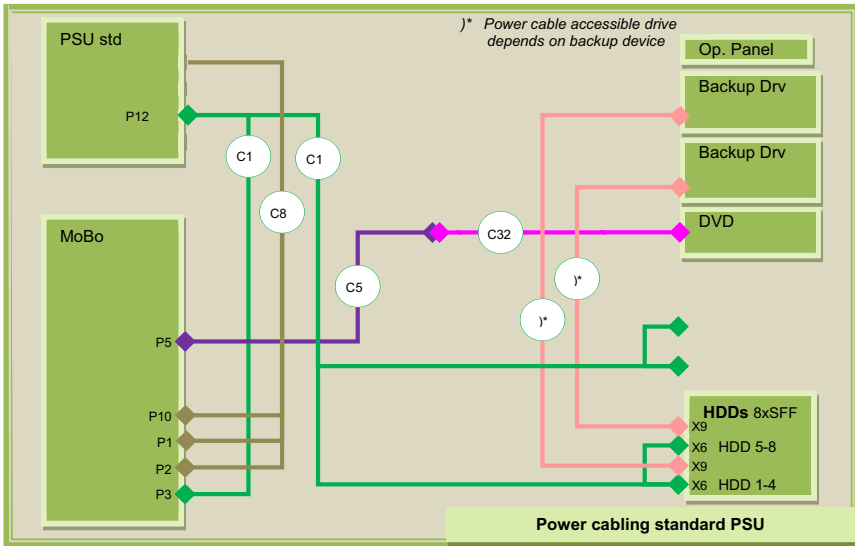 )* Power cable accessible drive
depends on backup device
PSU std
P12
Op. Panel
Backup Drv
Backup Drv
DVD
C1
C1
C8
C32
C5
)*
)*
MoBo
P5
P10
P1
P2
P3
HDDs 8xSFF
X9
X6 HDD 5-8
X9
X6 HDD 1-4
Power cabling standard PSU